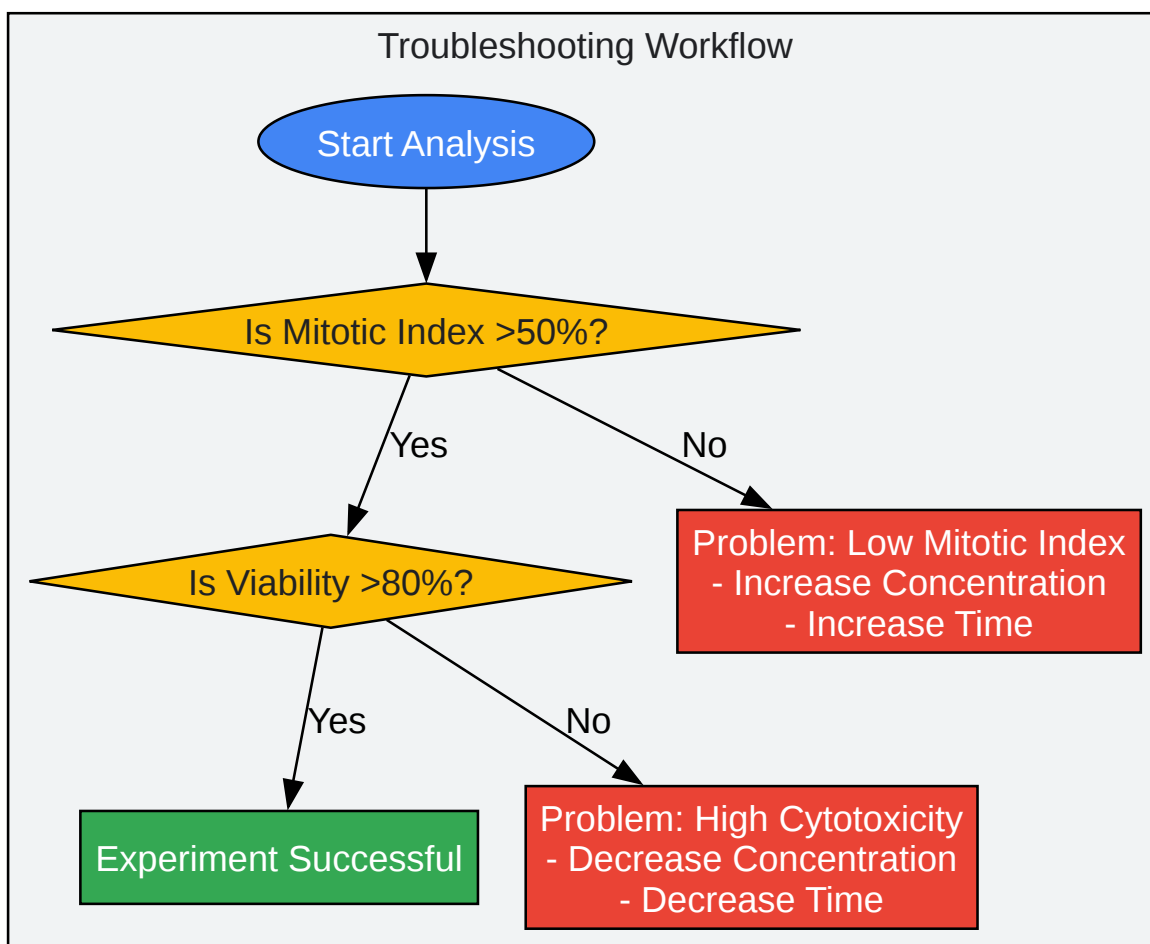 Troubleshooting Workflow
Start Analysis
Is Mitotic Index >50%?
Yes
No
Problem: Low Mitotic Index
- Increase Concentration
- Increase Time
Is Viability >80%?
Yes
No
Experiment Successful
Problem: High Cytotoxicity
- Decrease Concentration
- Decrease Time